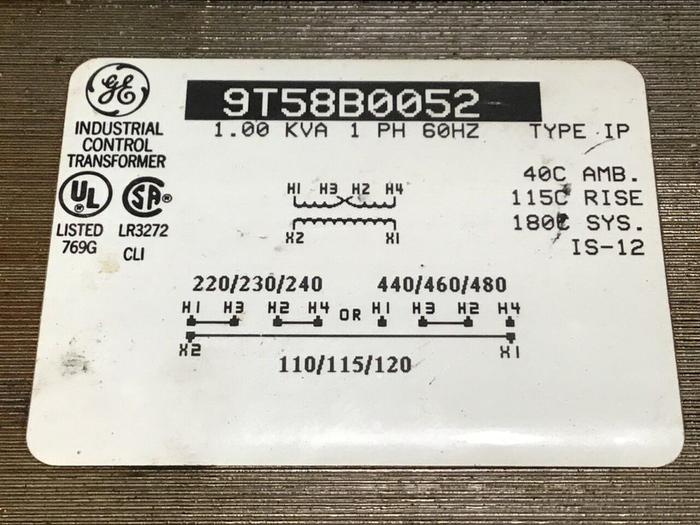 GE
9T58B0052
INDUSTRIAL
CONTROL
TRANSFORMER
1.00 KVA 1 PH 60HZ TYPE IP
UL ® SA ®
LISTED LR3272
769G CLI
40C AMB.
115C RISE
180C SYS.
IS-12
H1 H3 H2 H4
X2 X1
220/230/240 440/460/480
H1 H3 H2 H4 OR H1 H3 H2 H4
X2 X1
110/115/120